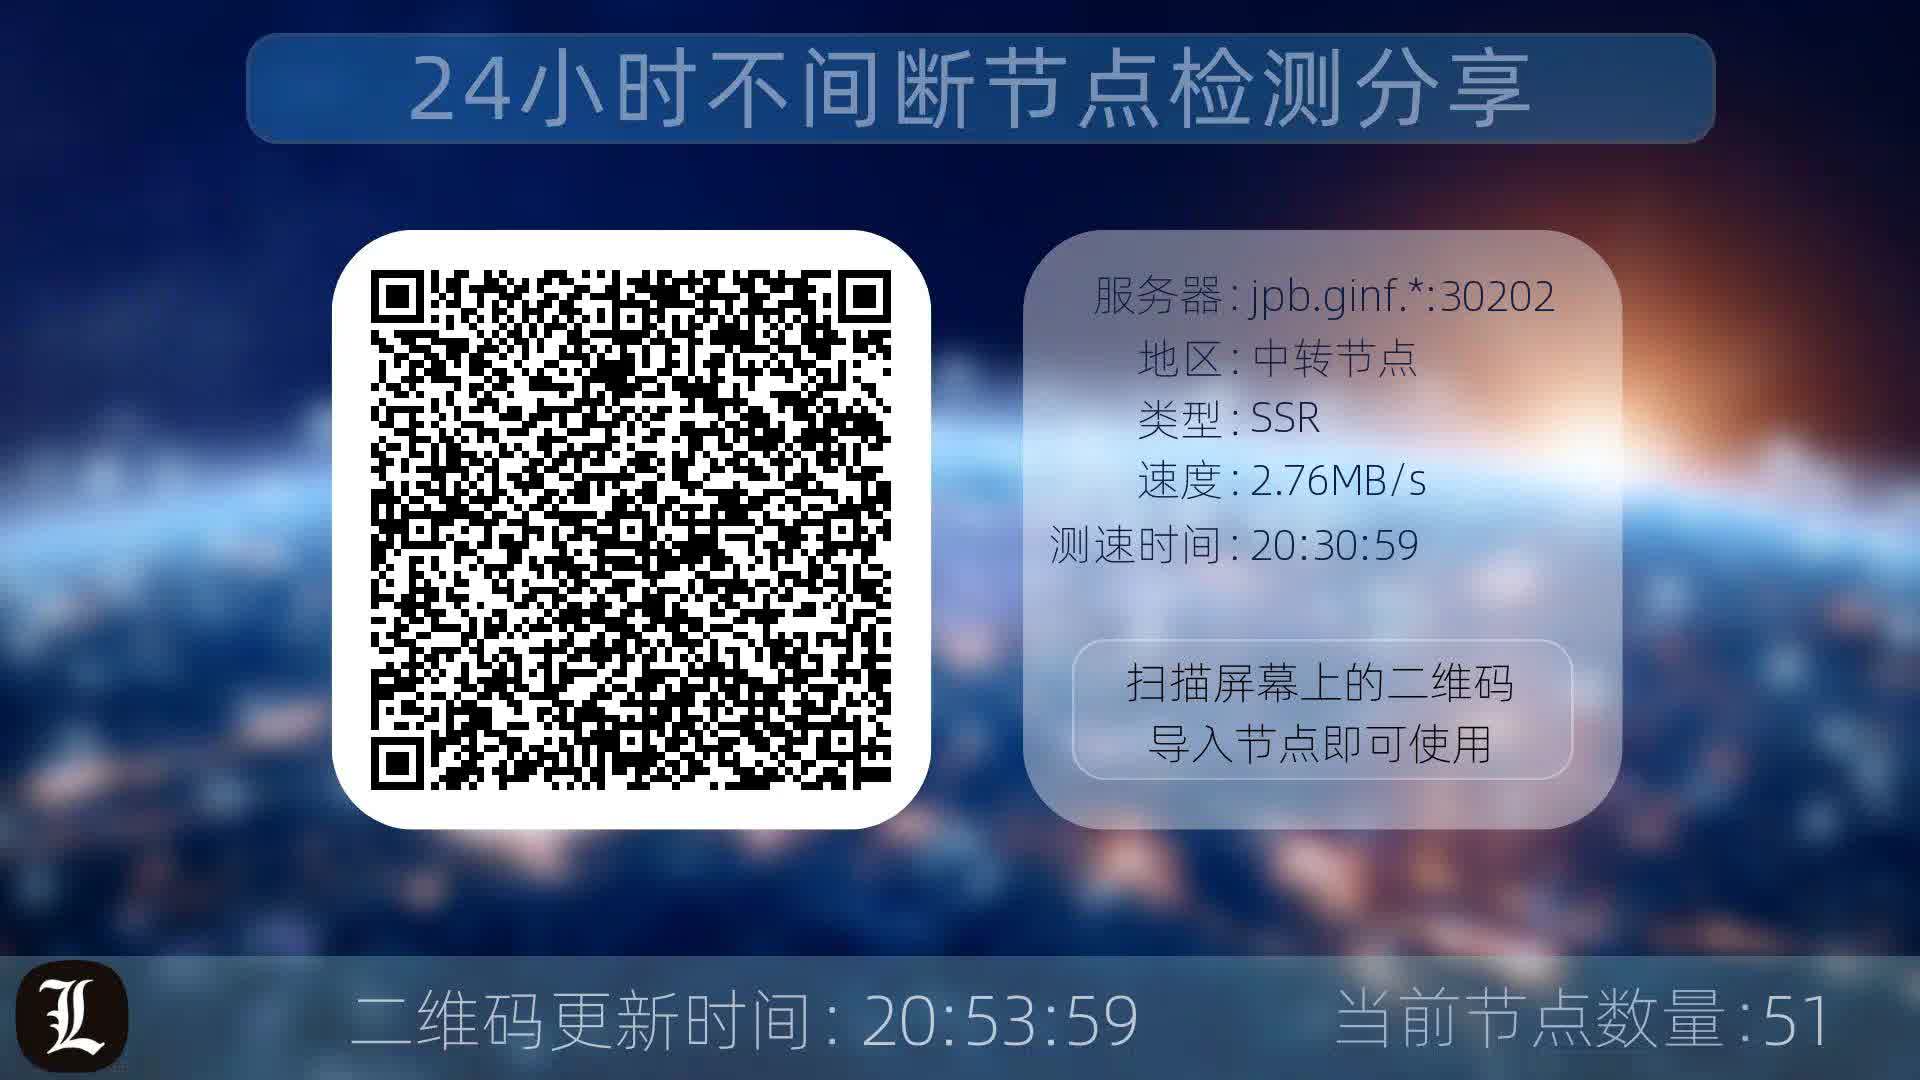 24小时不间断节点检测分享
服务器:jpb.ginf.*:30202
地区:中转节点
类型:SSR
速度:2.76MB/s
测速时间:20:30:59
扫描屏幕上的二维码
导入节点即可使用
L
二维码更新时间:20:53:59
当前节点数量:51